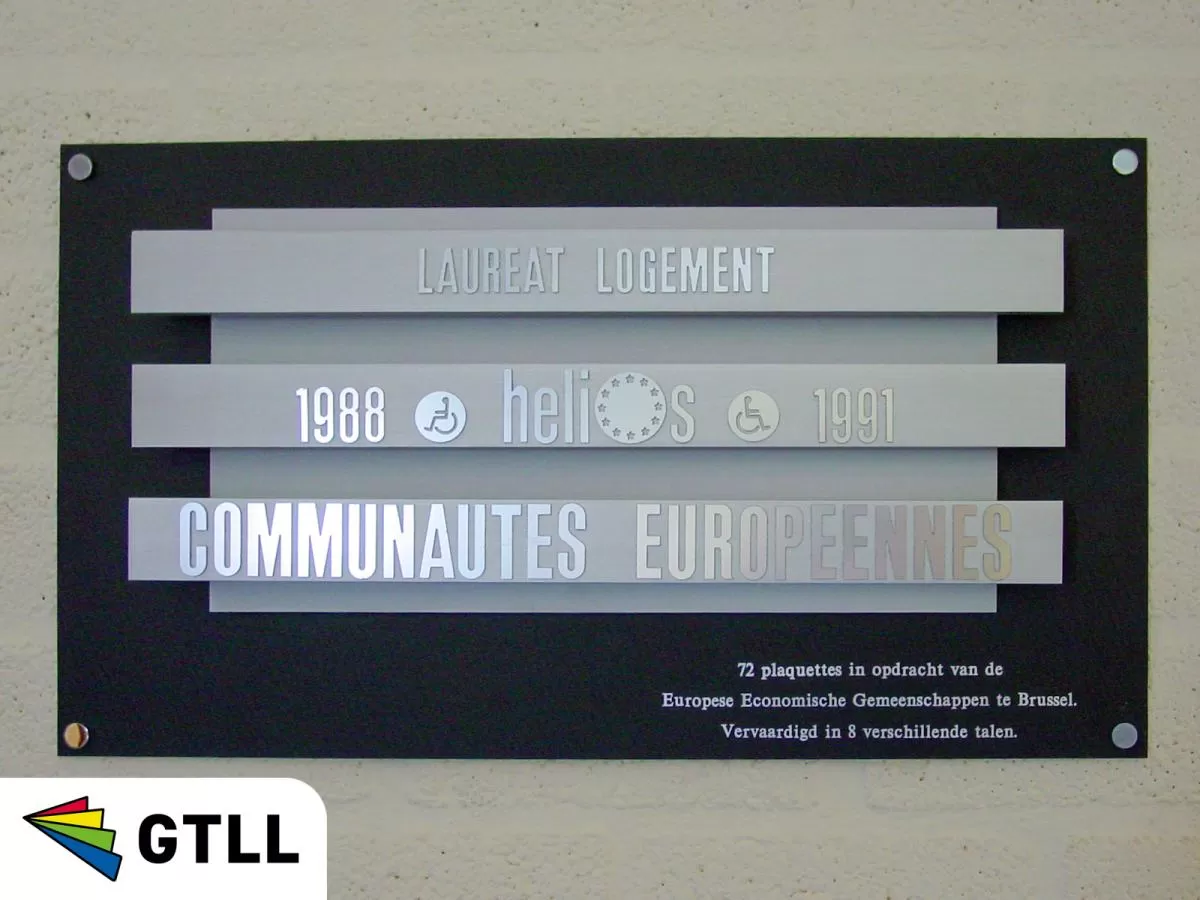 LAUREAT LOGEMENT
1988 helios 1991
COMMUNAUTES EUROPEENNES
72 plaquettes in opdracht van de
Europese Economische Gemeenschappen te Brussel.
Vervaardigd in 8 verschillende talen.
GTLL